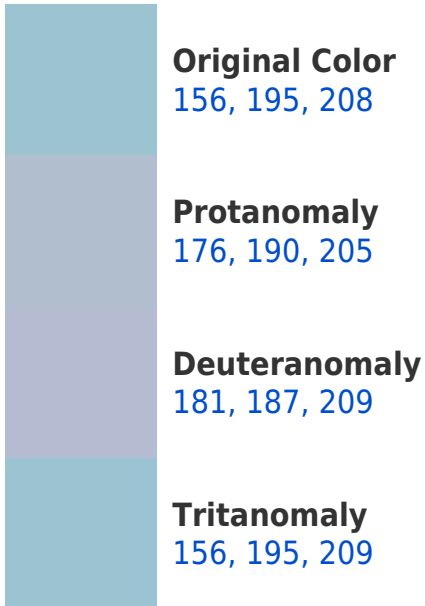 Original Color
156, 195, 208
Protanomaly
176, 190, 205
Deuteranomaly
181, 187, 209
Tritanomaly
156, 195, 209